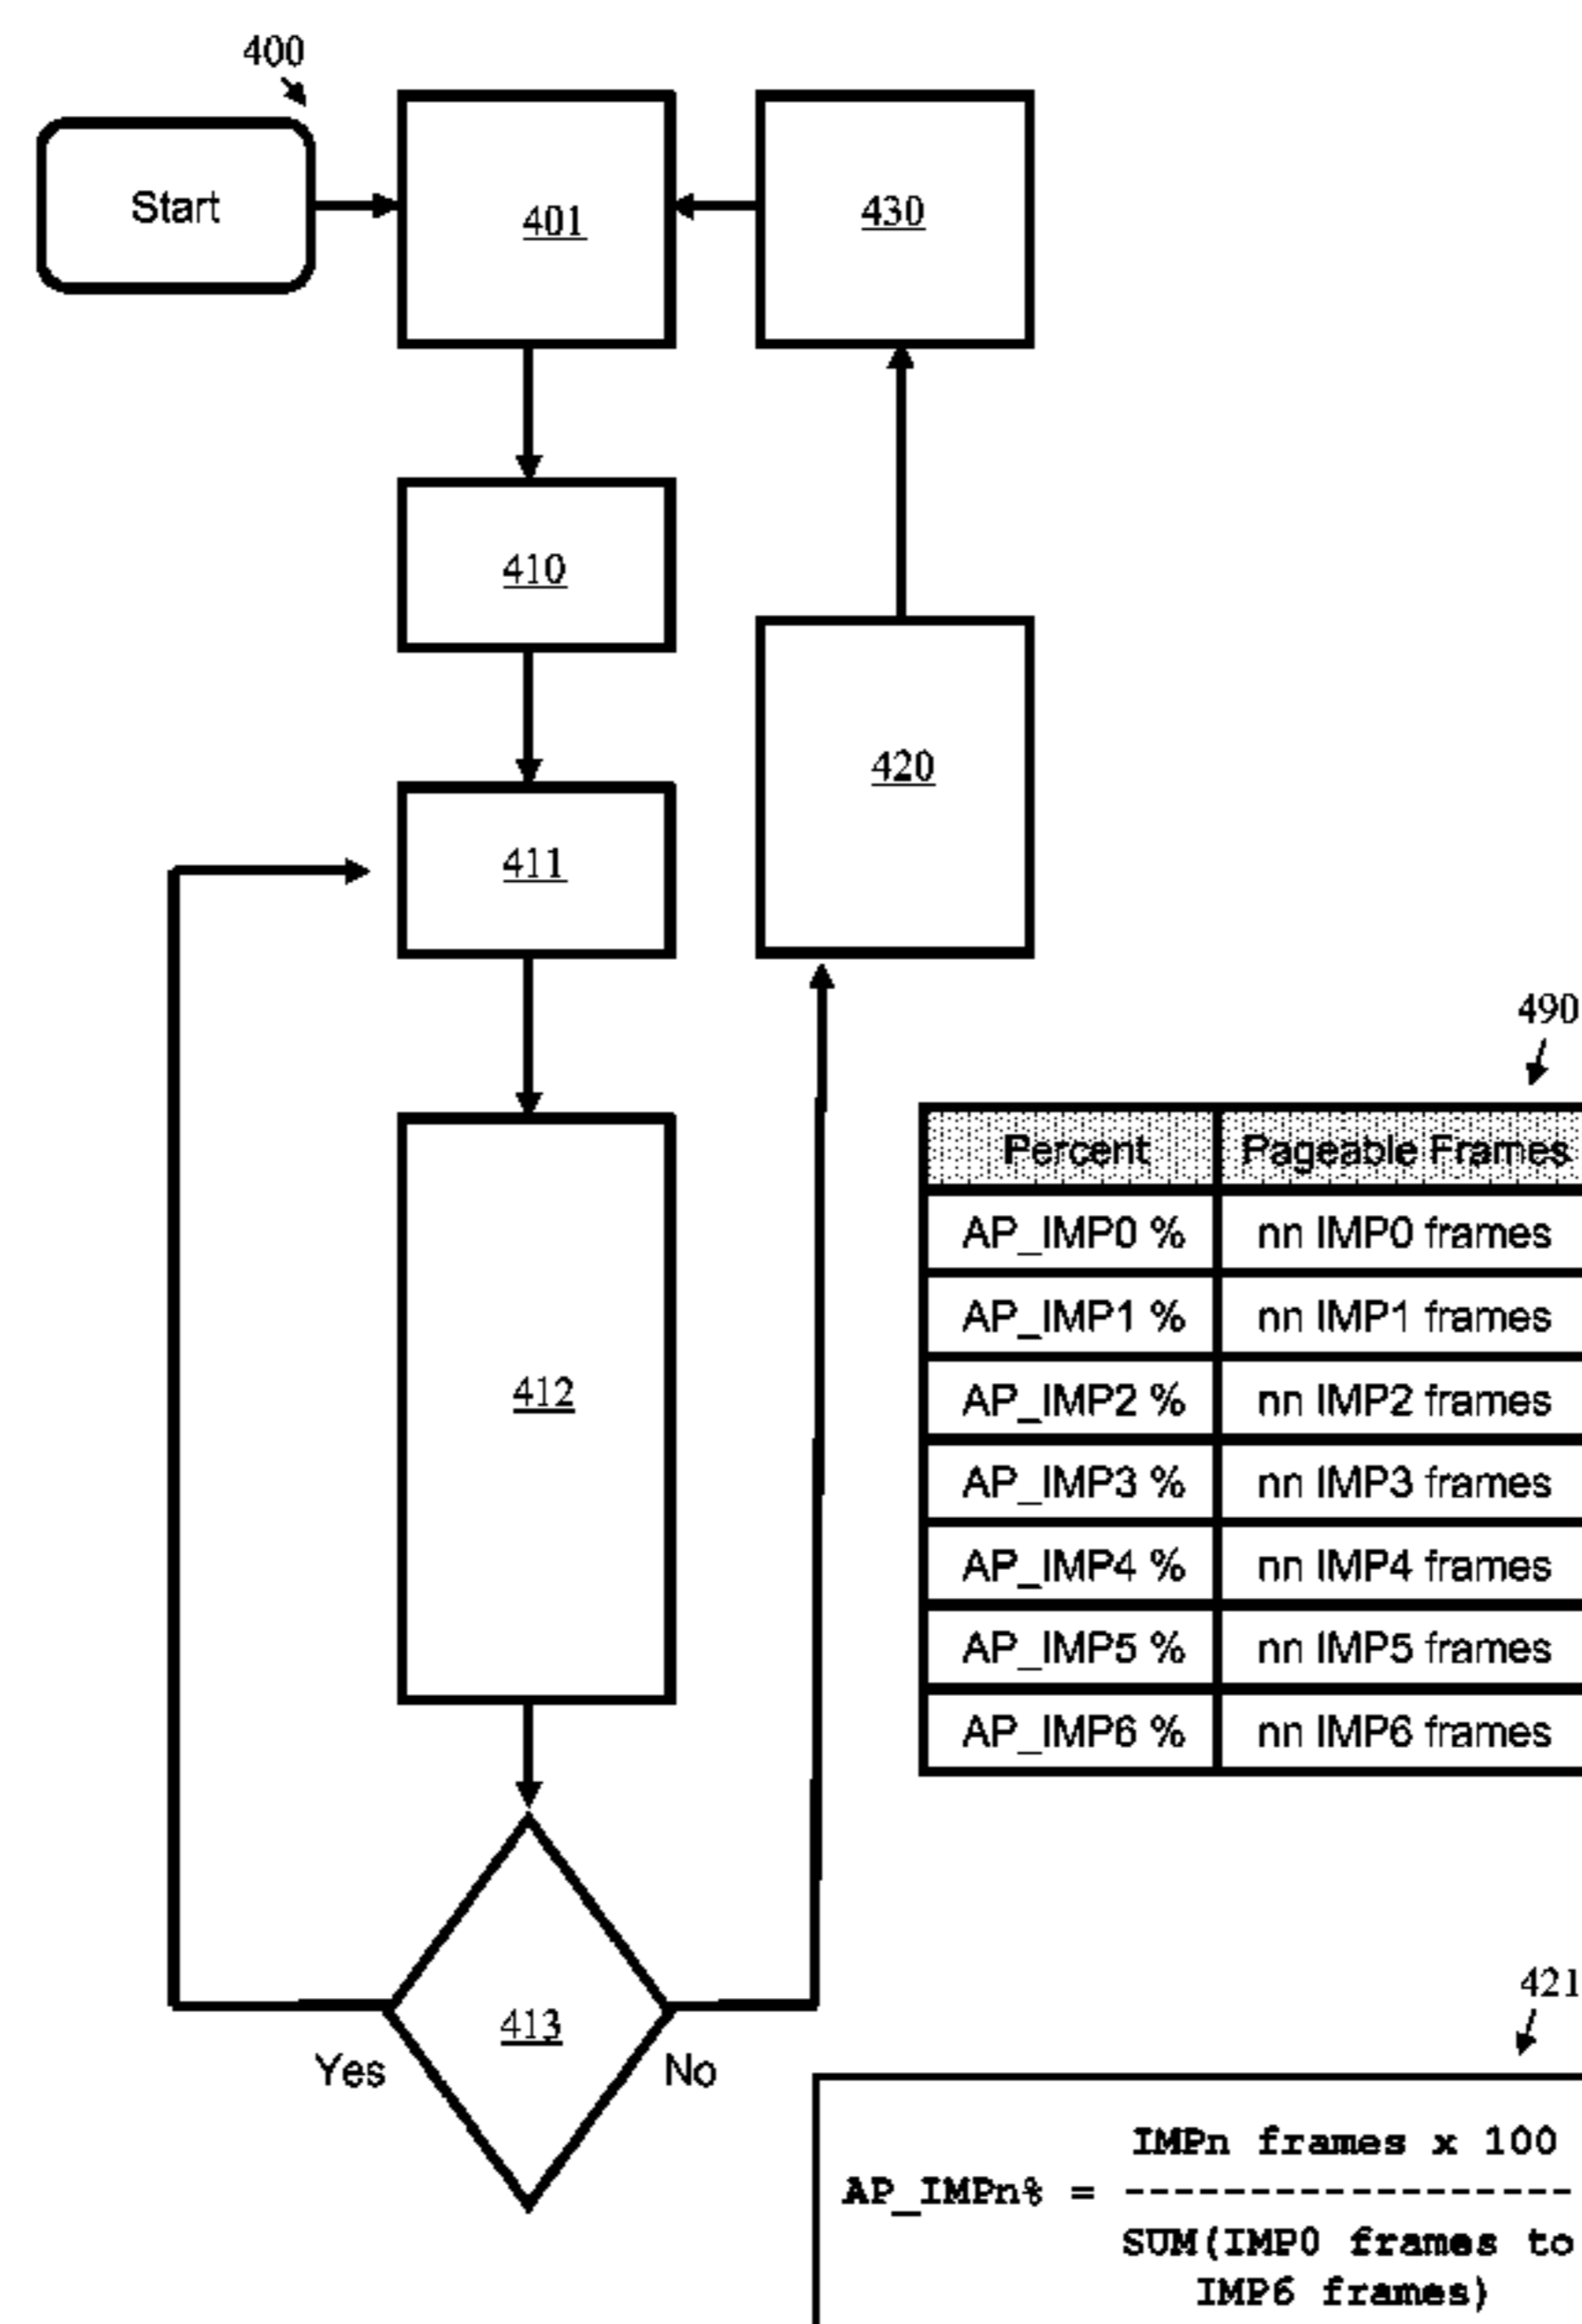 400
Start
401
430
410
420
411
490
Percent Pageable Frames
AP_IMP0 % nn IMP0 frames
AP_IMP1 % nn IMP1 frames
AP_IMP2 % nn IMP2 frames
AP_IMP3 % nn IMP3 frames
AP_IMP4 % nn IMP4 frames
AP_IMP5 % nn IMP5 frames
AP_IMP6 % nn IMP6 frames
412
413
Yes
No
421
IMPn frames x 100
AP_IMPn% = ------------------
SUM(IMP0 frames to
IMP6 frames)